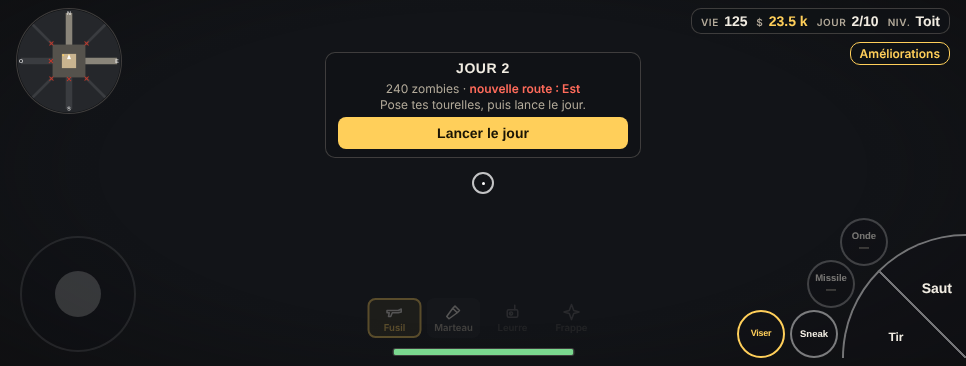 N
O
E
S
VIE 125 $ 23.5 k JOUR 2/10 NIV. Toit
Améliorations
JOUR 2
240 zombies · nouvelle route : Est
Pose tes tourelles, puis lance le jour.
Lancer le jour
Onde
—
Missile
—
Saut
Viser
Sneak
Tir
Fusil
Marteau
Leurre
Frappe